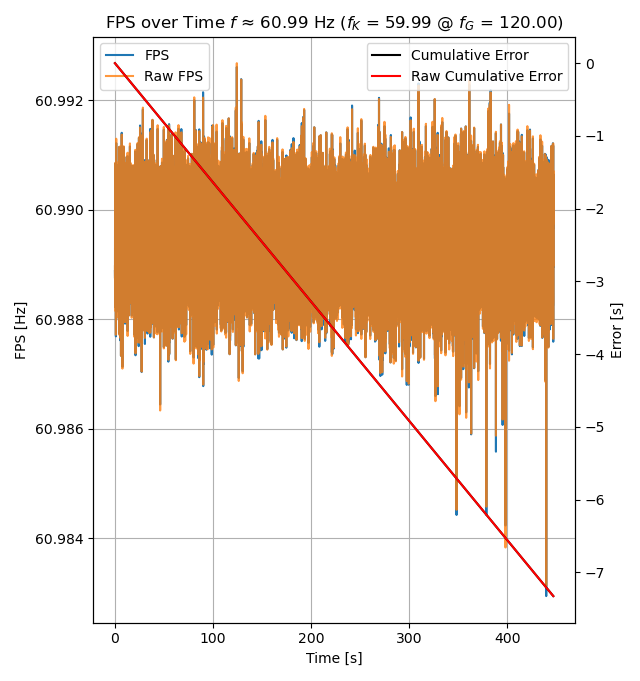 FPS over Time f ≈ 60.99 Hz (f_K = 59.99 @ f_G = 120.00)
FPS
Raw FPS
Cumulative Error
Raw Cumulative Error
60.992
60.990
60.988
60.986
60.984
FPS [Hz]
0
−1
−2
−3
−4
−5
−6
−7
Error [s]
0
100
200
300
400
Time [s]